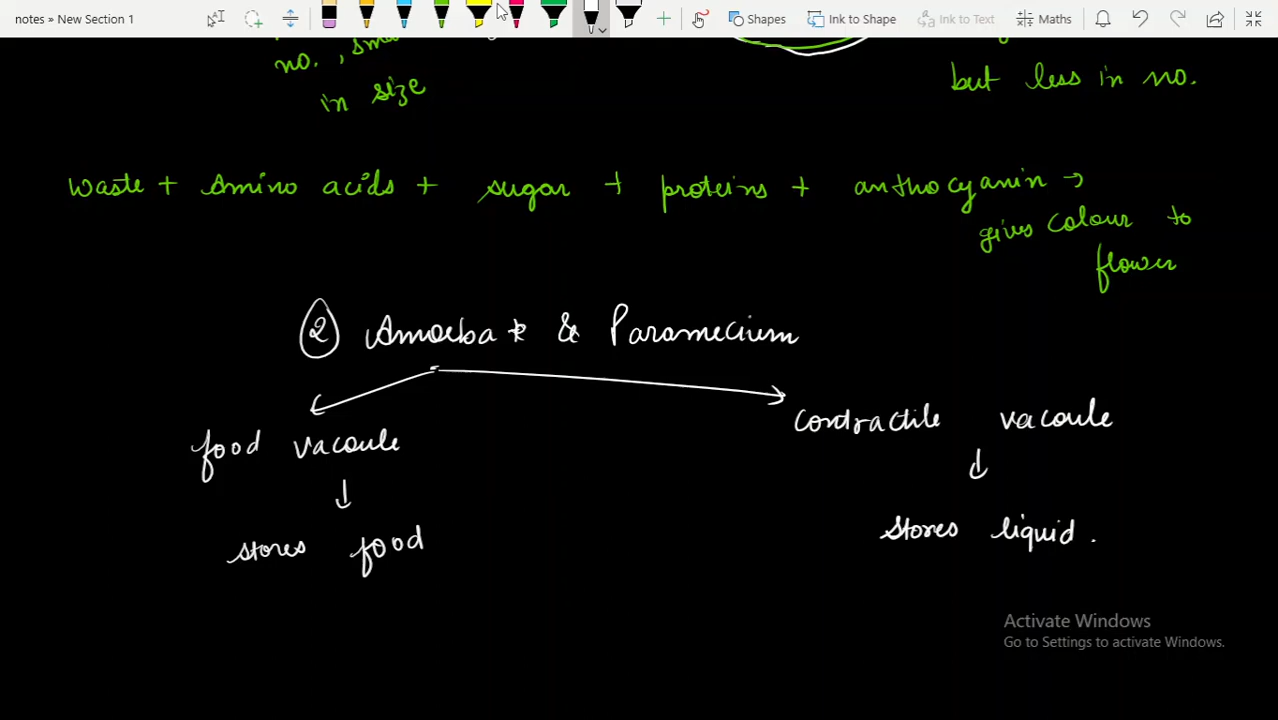 notes » New Section 1
Shapes
Ink to Shape
Ink to Text
Maths
no., sma
in size
but less in no.
waste + Amino acids + sugar + proteins + anthocyanin →
gives colour to
flower
② Amoeba * & Paramecium
food vacoule
contractile vacoule
↓
↓
stores food
stores liquid.
Activate Windows
Go to Settings to activate Windows.